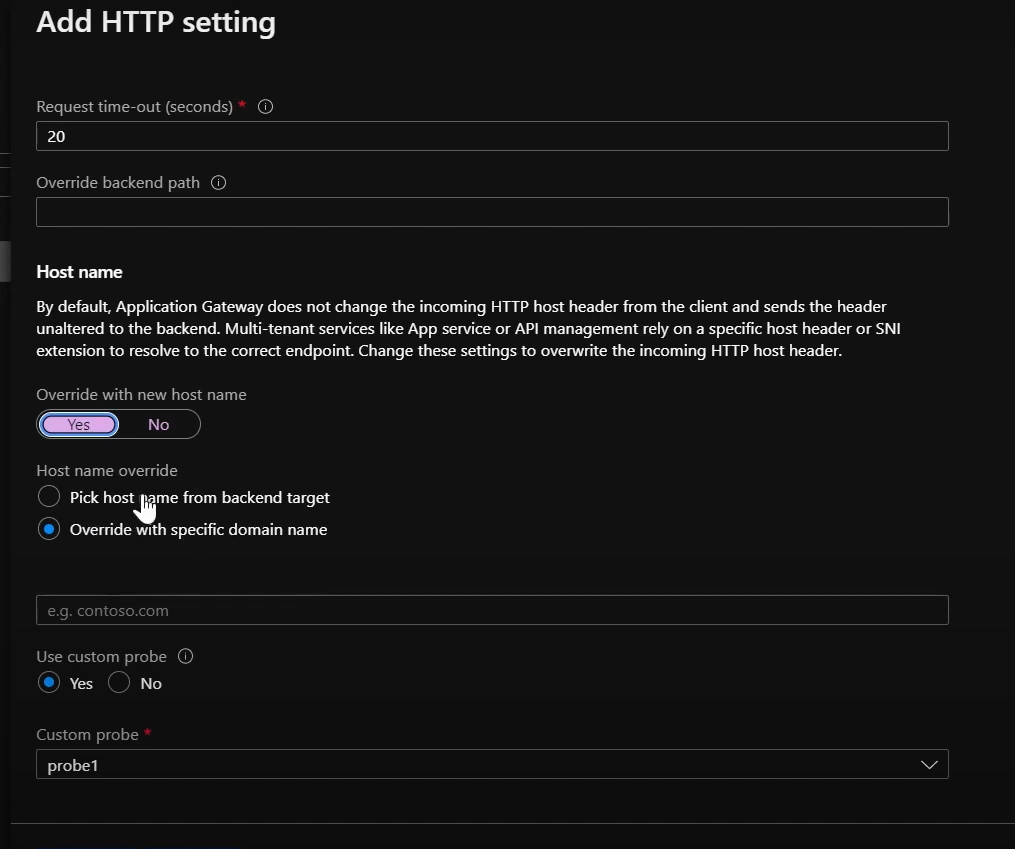 Add HTTP setting
Request time-out (seconds) *
20
Override backend path
Host name
By default, Application Gateway does not change the incoming HTTP host header from the client and sends the header
unaltered to the backend. Multi-tenant services like App service or API management rely on a specific host header or SNI
extension to resolve to the correct endpoint. Change these settings to overwrite the incoming HTTP host header.
Override with new host name
Yes No
Host name override
Pick host name from backend target
Override with specific domain name
e.g. contoso.com
Use custom probe
Yes No
Custom probe *
probe1